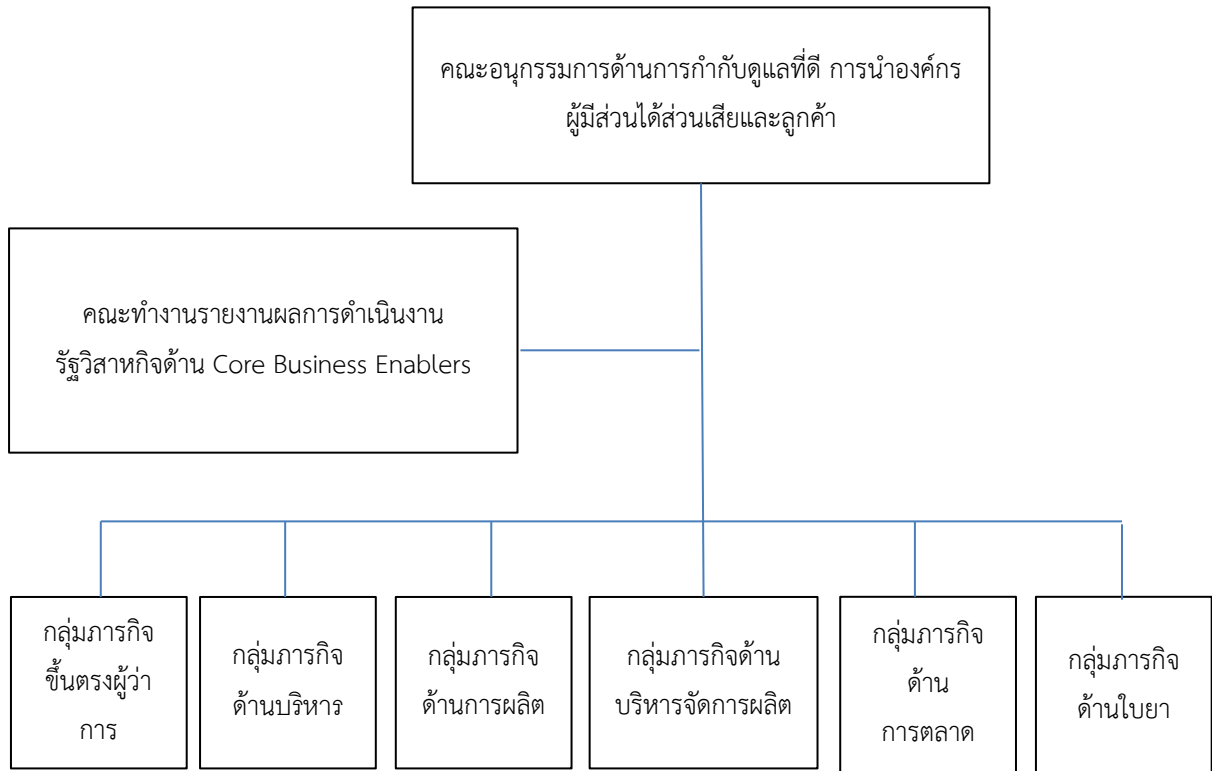 คณะอนุกรรมการด้านการกำกับดูแลที่ดี การนำองค์กร
ผู้มีส่วนได้ส่วนเสียและลูกค้า
คณะทำงานรายงานผลการดำเนินงาน
รัฐวิสาหกิจด้าน Core Business Enablers
กลุ่มภารกิจ
ขึ้นตรงผู้ว่า
การ
กลุ่มภารกิจ
ด้านบริหาร
กลุ่มภารกิจ
ด้านการผลิต
กลุ่มภารกิจด้าน
บริหารจัดการผลิต
กลุ่มภารกิจ
ด้าน
การตลาด
กลุ่มภารกิจ
ด้านใบยา